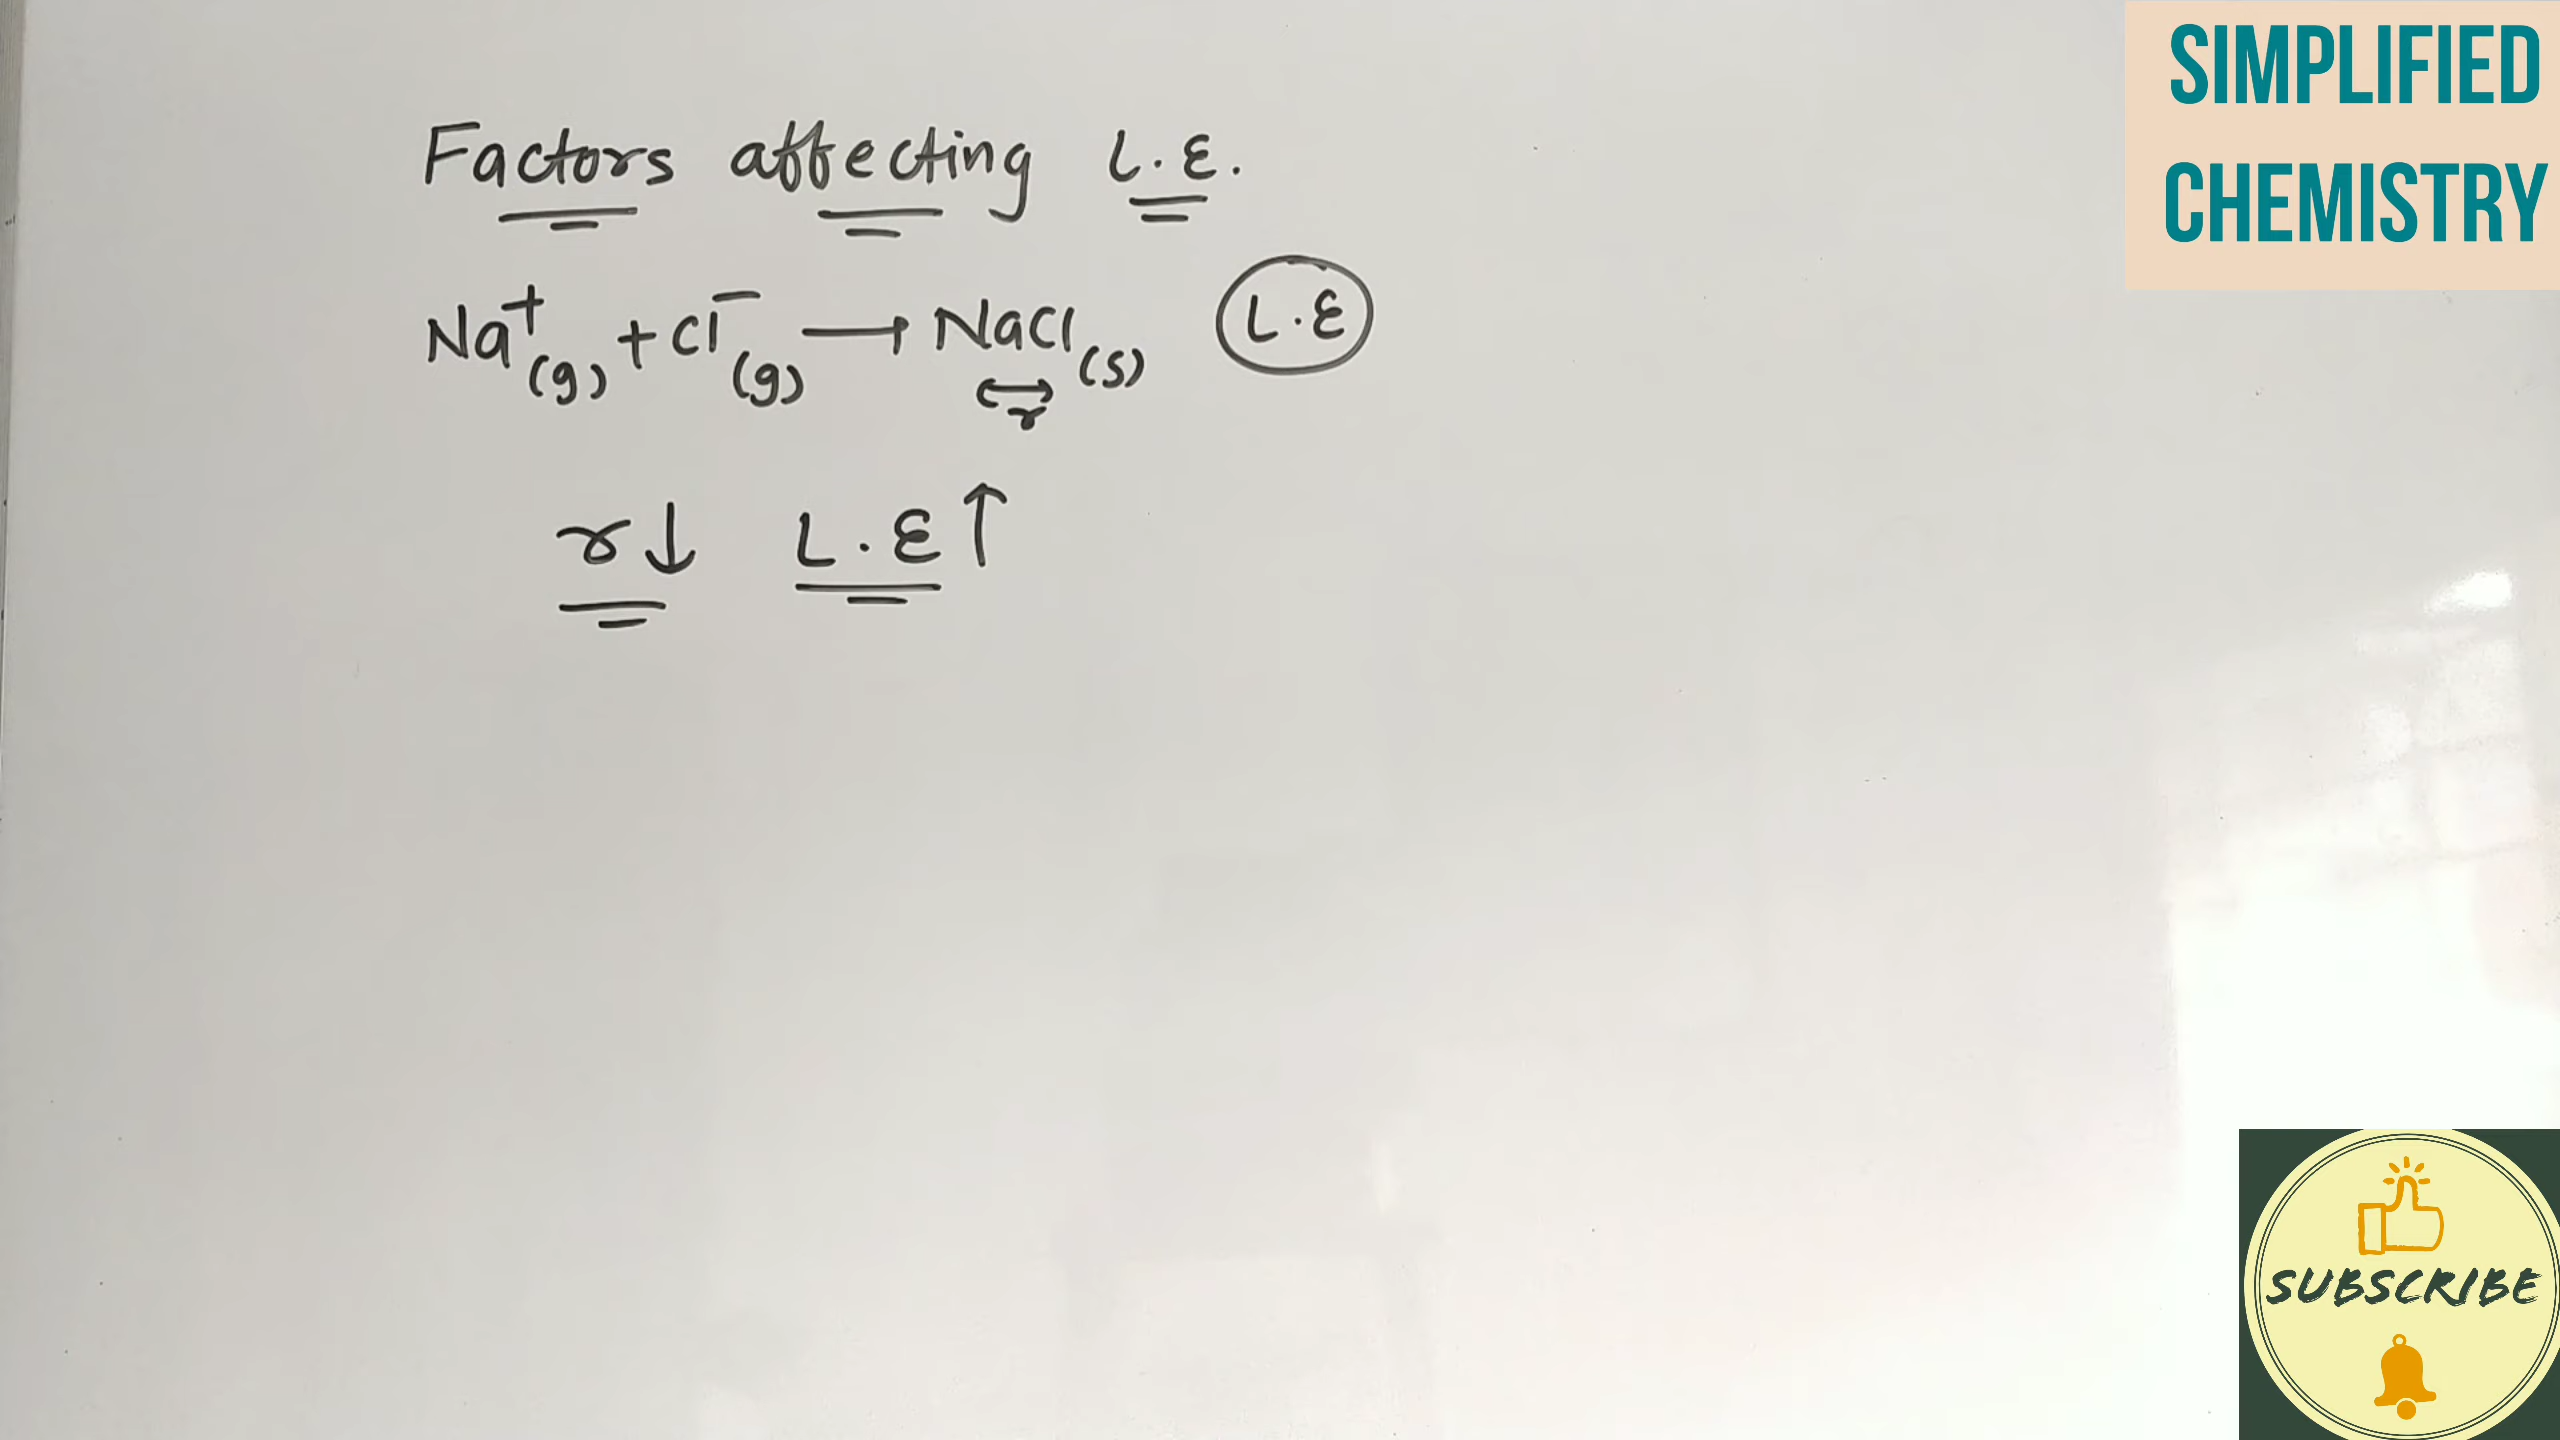 Factors affecting L.E.
Na⁺(g) + Cl⁻(g) → NaCl(s) L.E
↔
r
r↓ L.E↑
SIMPLIFIED
CHEMISTRY
SUBSCRIBE